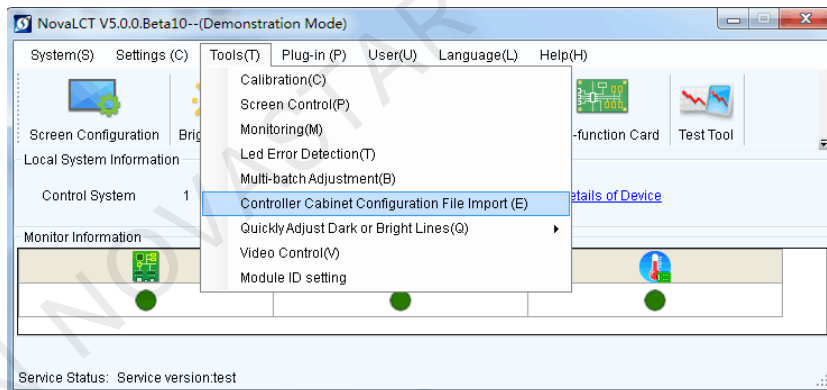 NovaLCT V5.0.0.Beta10--(Demonstration Mode)
System(S) Settings (C) Tools(T) Plug-in (P) User(U) Language(L) Help(H)
Calibration(C)
Screen Control(P)
Monitoring(M)
Led Error Detection(T)
Multi-batch Adjustment(B)
Controller Cabinet Configuration File Import (E)
Quickly Adjust Dark or Bright Lines(Q)
Video Control(V)
Module ID setting
Screen Configuration Brig -function Card Test Tool
Local System Information
Control System 1 etails of Device
Monitor Information
Service Status: Service version:test
NOVASTAR